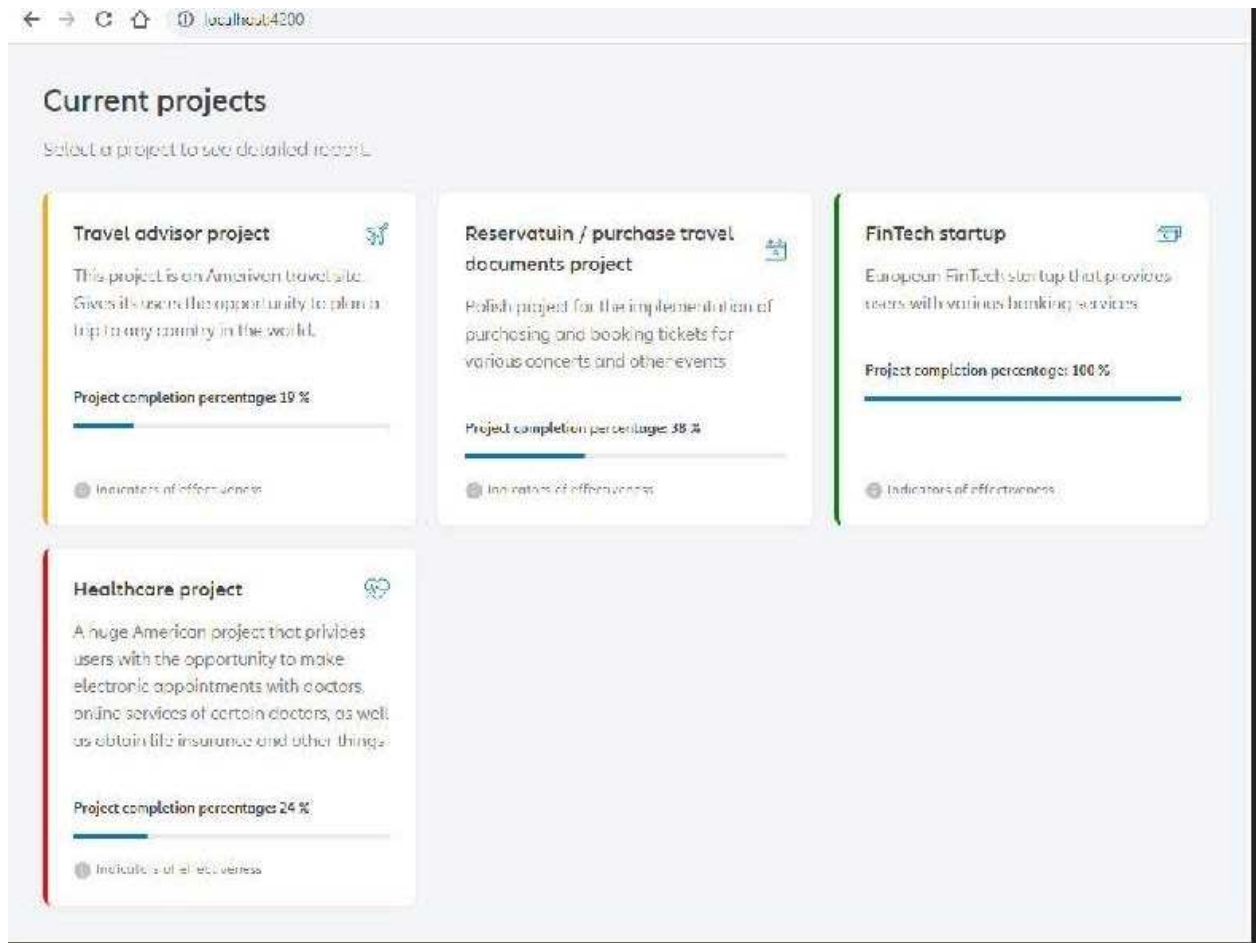 localhost:4200
Current projects
Select a project to see detailed report.
Travel advisor project
This project is an Amerivan travel site.
Gives its users the opportunity to plan a
trip to any country in the world.
Project completion percentage: 19 %
Indicators of effectiveness
Reservatuin / purchase travel
documents project
Polish project for the implementation of
purchasing and booking tickets for
various concerts and other events
Project completion percentage: 38 %
Indicators of effectiveness
FinTech startup
European FinTech startup that provides
users with various banking services
Project completion percentage: 100 %
Indicators of effectiveness
Healthcare project
A huge American project that privides
users with the opportunity to make
electronic appointments with doctors,
online services of certain doctors, as well
as obtain life insurance and other things
Project completion percentage: 24 %
Indicators of effectiveness